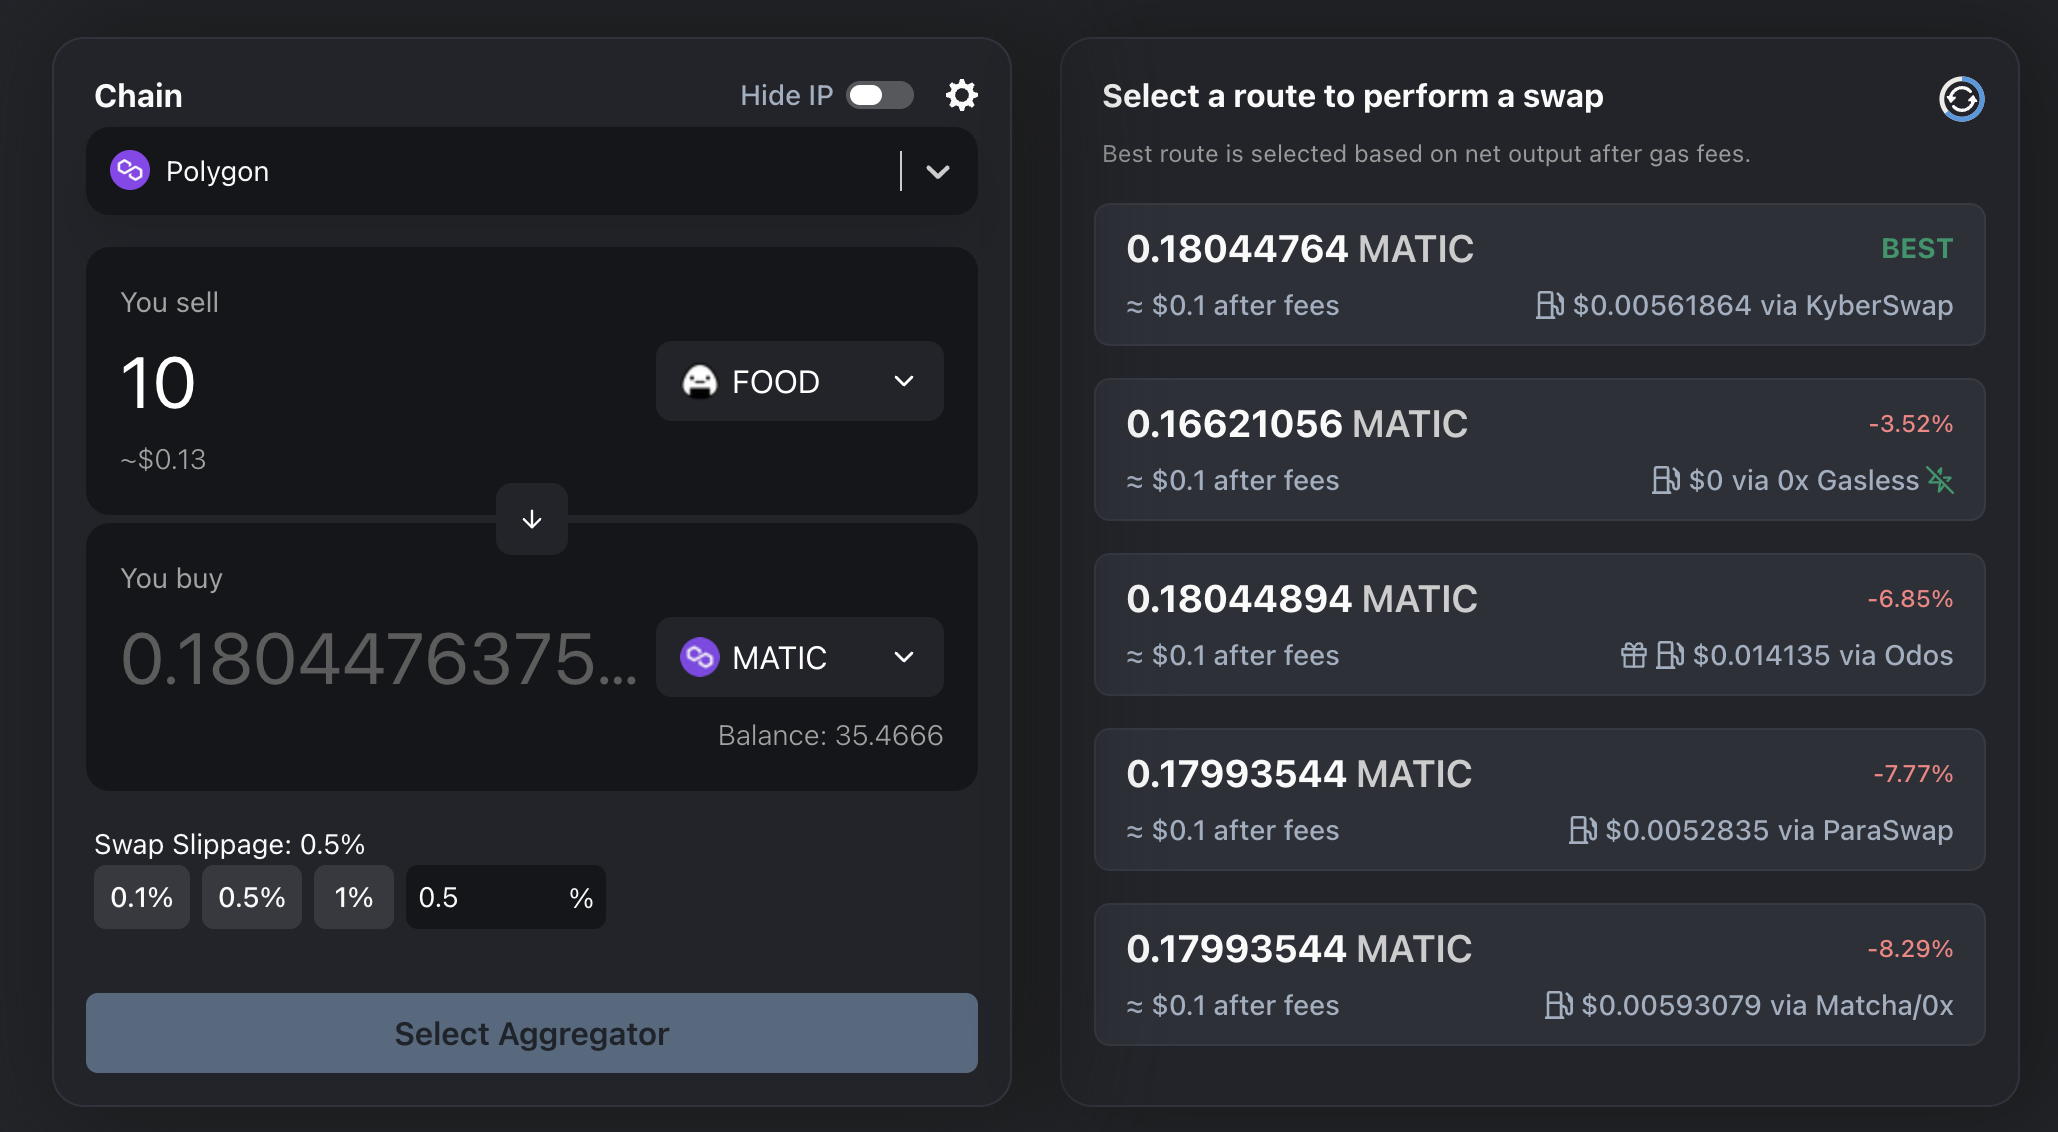 Chain
Hide IP
Polygon
You sell
10
FOOD
~$0.13
You buy
0.1804476375...
MATIC
Balance: 35.4666
Swap Slippage: 0.5%
0.1%
0.5%
1%
0.5 %
Select Aggregator
Select a route to perform a swap
Best route is selected based on net output after gas fees.
0.18044764 MATIC BEST
≈ $0.1 after fees $0.00561864 via KyberSwap
0.16621056 MATIC -3.52%
≈ $0.1 after fees $0 via 0x Gasless
0.18044894 MATIC -6.85%
≈ $0.1 after fees $0.014135 via Odos
0.17993544 MATIC -7.77%
≈ $0.1 after fees $0.0052835 via ParaSwap
0.17993544 MATIC -8.29%
≈ $0.1 after fees $0.00593079 via Matcha/0x